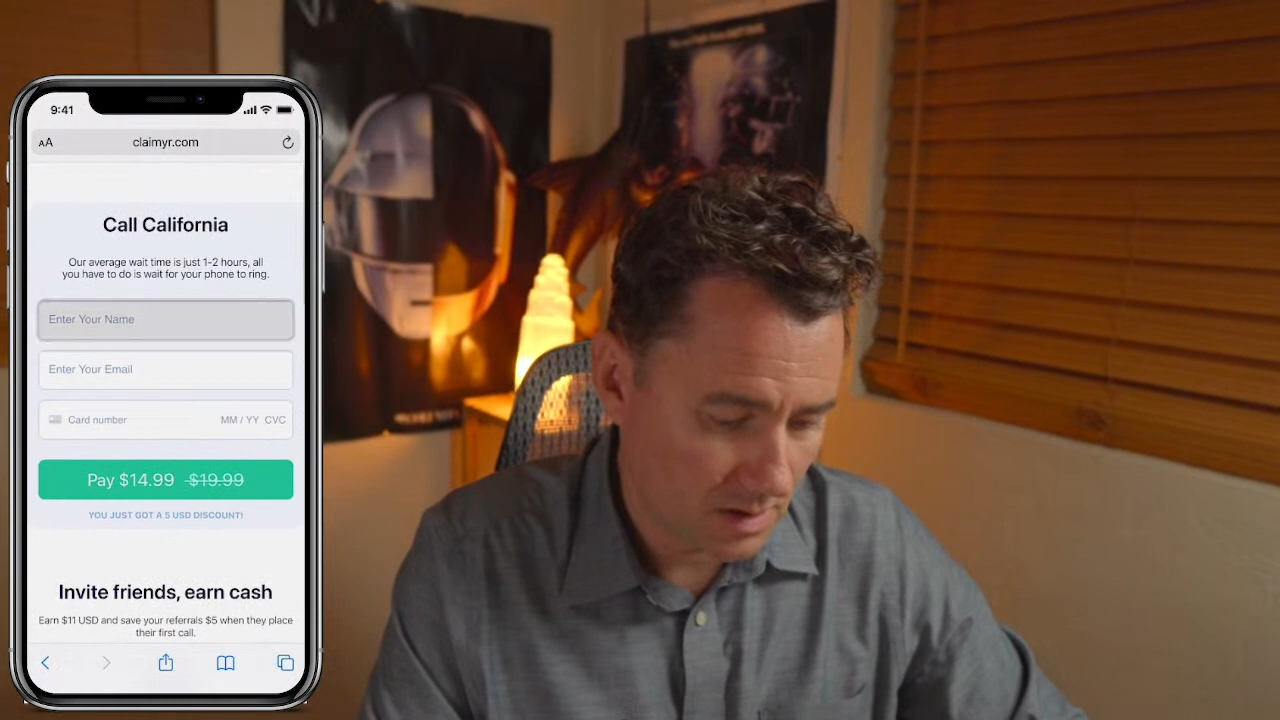 9:41
AA claimyr.com
Call California
Our average wait time is just 1-2 hours, all
you have to do is wait for your phone to ring.
Enter Your Name
Enter Your Email
Card number MM / YY CVC
Pay $14.99 $19.99
YOU JUST GOT A 5 USD DISCOUNT!
Invite friends, earn cash
Earn $11 USD and save your referrals $5 when they place
their first call.